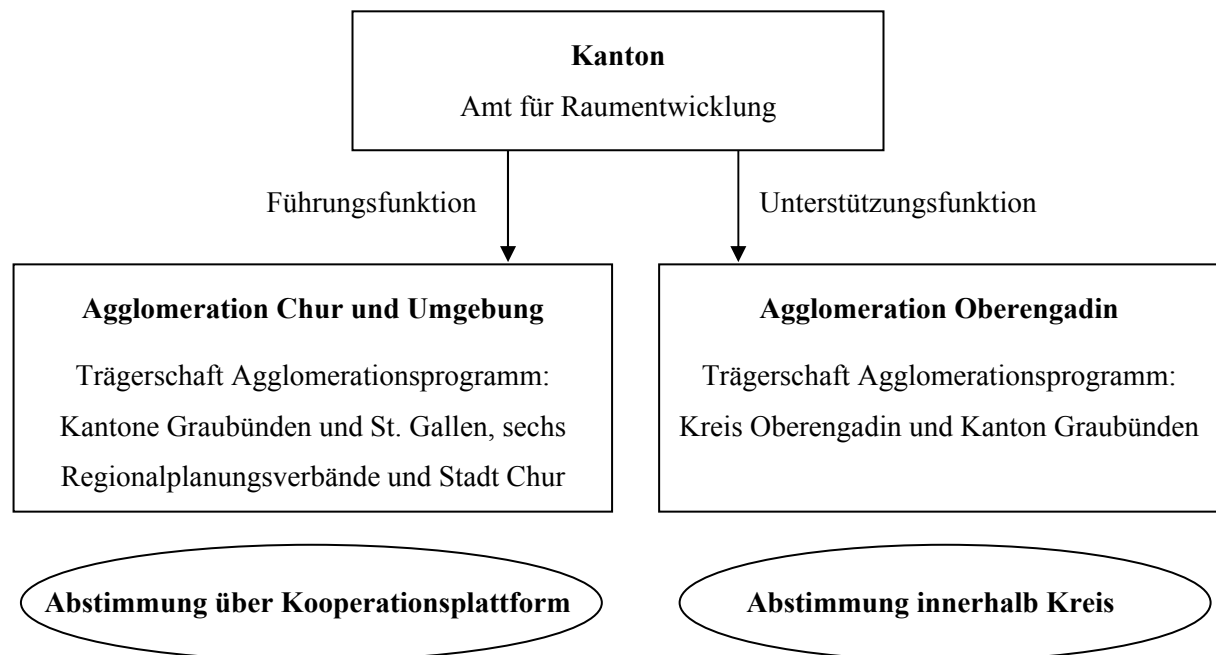 Kanton
Amt für Raumentwicklung
Führungsfunktion
Unterstützungsfunktion
Agglomeration Chur und Umgebung
Trägerschaft Agglomerationsprogramm:
Kantone Graubünden und St. Gallen, sechs
Regionalplanungsverbände und Stadt Chur
Agglomeration Oberengadin
Trägerschaft Agglomerationsprogramm:
Kreis Oberengadin und Kanton Graubünden
Abstimmung über Kooperationsplattform
Abstimmung innerhalb Kreis